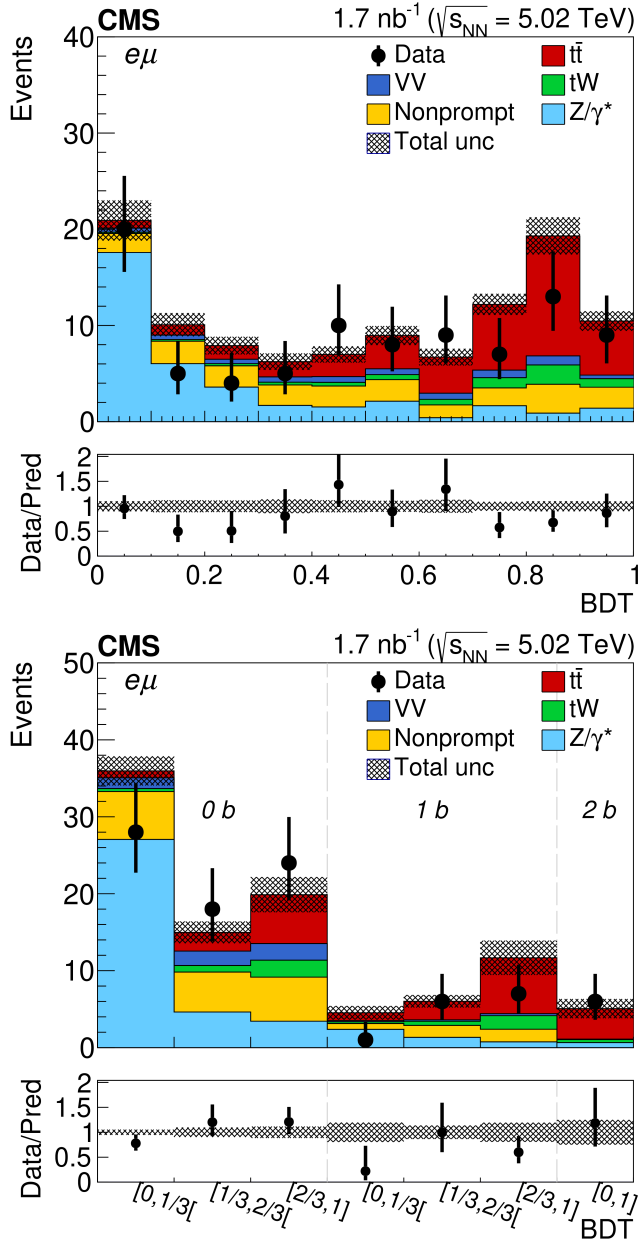 CMS 1.7 nb⁻¹ (√s_NN = 5.02 TeV)
Events
40
30
20
10
0
eμ
Data
tt̄
VV
tW
Nonprompt
Z/γ*
Total unc
Data/Pred
2
1.5
1
0.5
0
0 0.2 0.4 0.6 0.8 1
BDT
CMS 1.7 nb⁻¹ (√s_NN = 5.02 TeV)
Events
50
40
30
20
10
0
eμ
Data
tt̄
VV
tW
Nonprompt
Z/γ*
Total unc
0 b 1 b 2 b
Data/Pred
2
1.5
1
0.5
0
[0, 1/3[ [1/3, 2/3[ [2/3, 1] [0, 1/3[ [1/3, 2/3[ [2/3, 1] [0, 1]
BDT